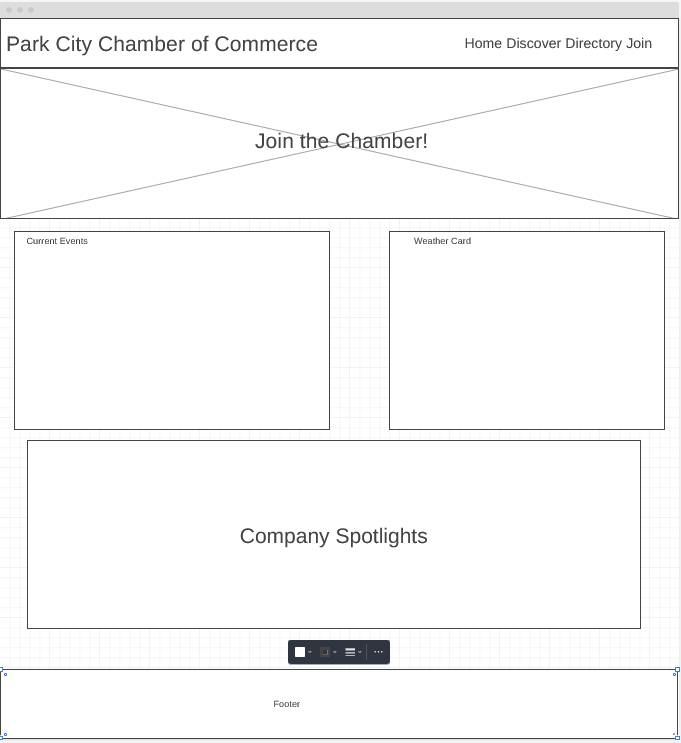 Park City Chamber of Commerce
Home Discover Directory Join
Join the Chamber!
Current Events
Weather Card
Company Spotlights
Footer